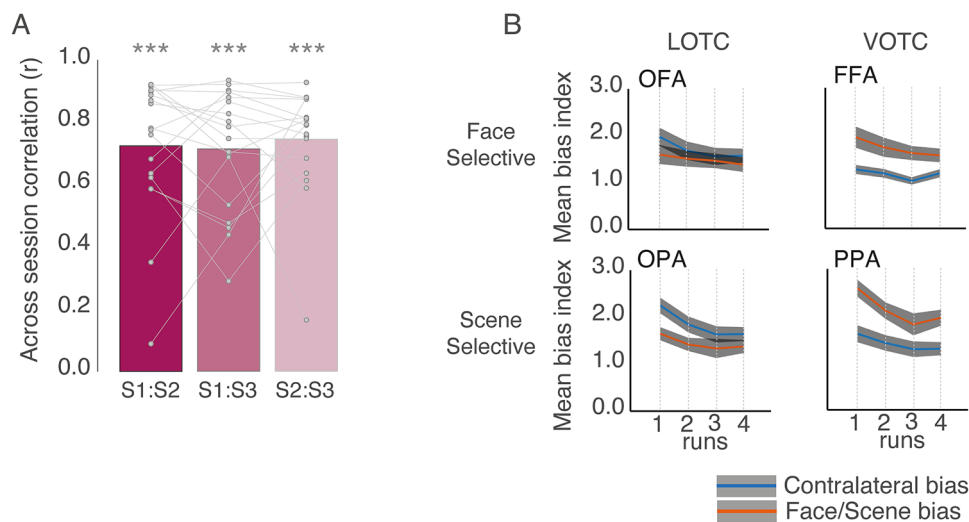 A
Across session correlation (r)
1.0
0.8
0.6
0.4
0.2
0.0
*** *** ***
S1:S2 S1:S3 S2:S3
B
LOTC VOTC
Face
Selective
Mean bias index
3.0
2.0
1.0
0.0
OFA
FFA
Scene
Selective
Mean bias index
3.0
2.0
1.0
0.0
OPA
PPA
1 2 3 4
runs
1 2 3 4
runs
Contralateral bias
Face/Scene bias